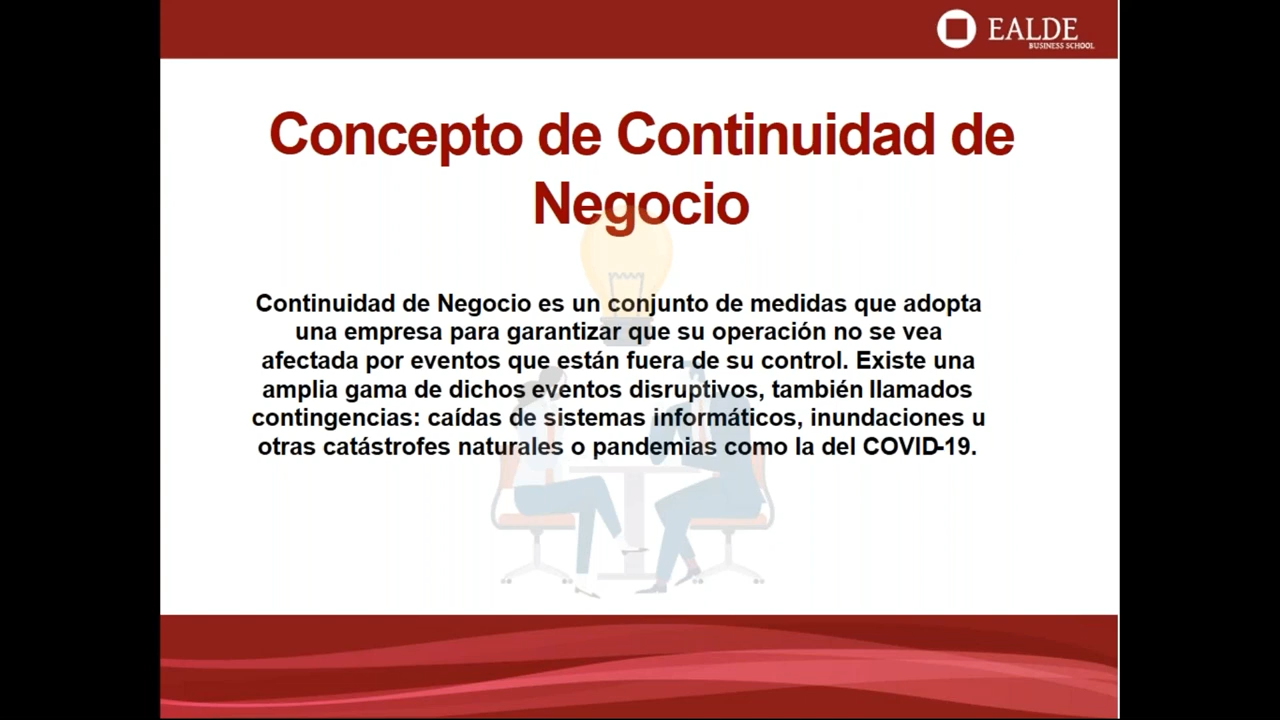 EALDE
BUSINESS SCHOOL
Concepto de Continuidad de
Negocio
Continuidad de Negocio es un conjunto de medidas que adopta
una empresa para garantizar que su operación no se vea
afectada por eventos que están fuera de su control. Existe una
amplia gama de dichos eventos disruptivos, también llamados
contingencias: caídas de sistemas informáticos, inundaciones u
otras catástrofes naturales o pandemias como la del COVID-19.